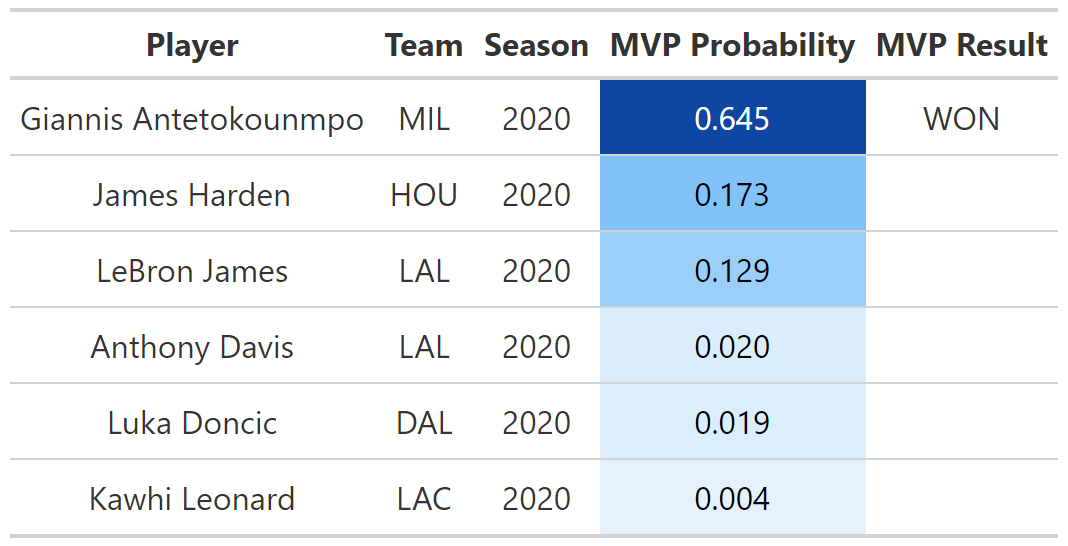 Player Team Season MVP Probability MVP Result
Giannis Antetokounmpo MIL 2020 0.645 WON
James Harden HOU 2020 0.173
LeBron James LAL 2020 0.129
Anthony Davis LAL 2020 0.020
Luka Doncic DAL 2020 0.019
Kawhi Leonard LAC 2020 0.004